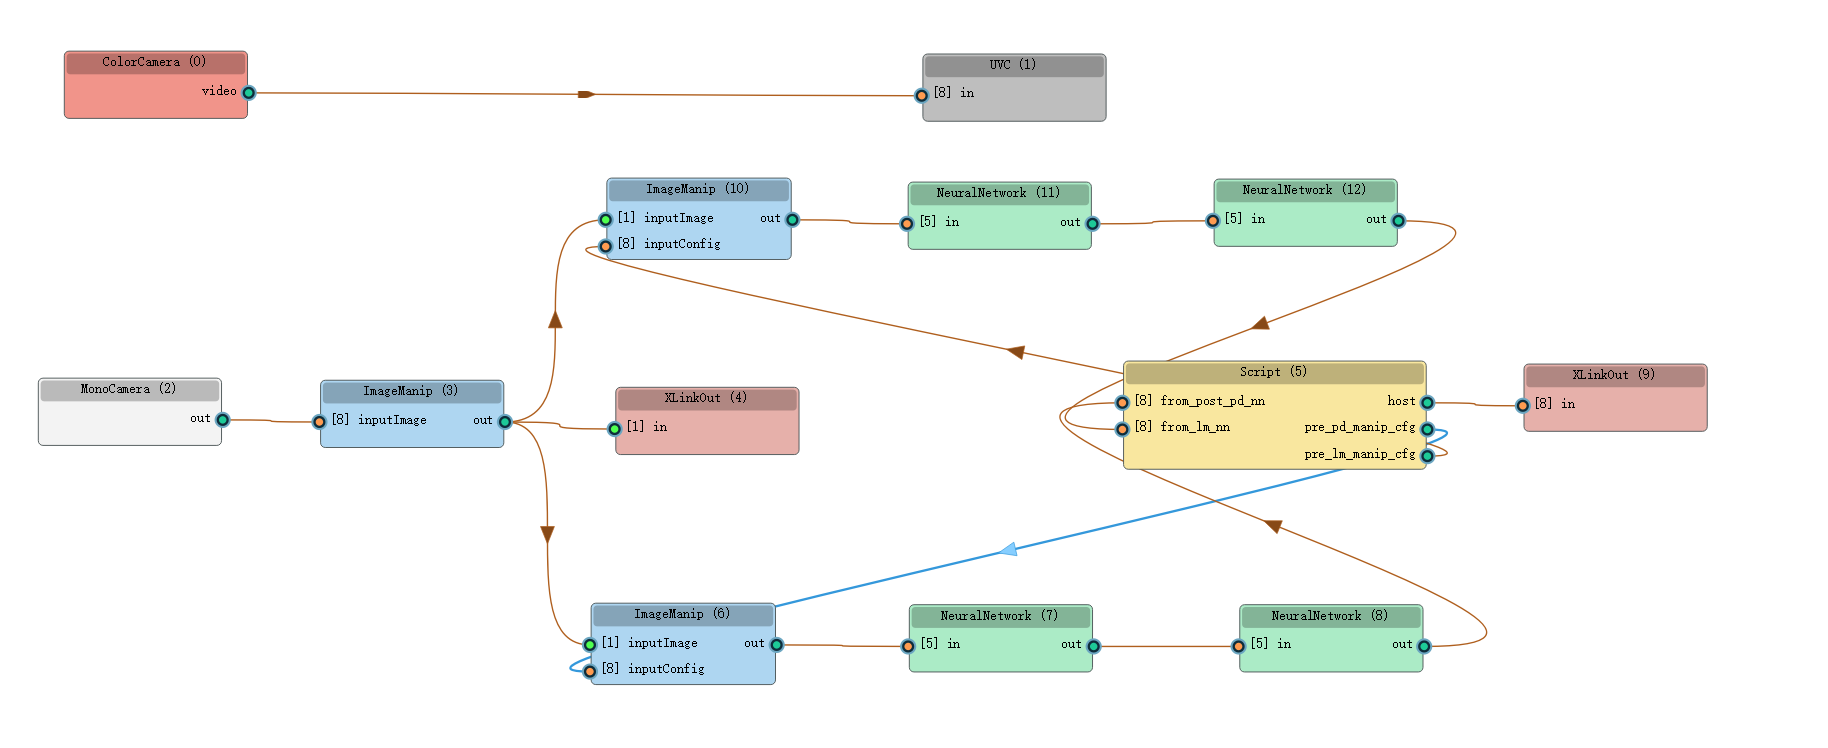 ColorCamera (0)
video
UVC (1)
[8] in
ImageManip (10)
[1] inputImage out
[8] inputConfig
NeuralNetwork (11)
[5] in out
NeuralNetwork (12)
[5] in out
MonoCamera (2)
out
ImageManip (3)
[8] inputImage out
XLinkOut (4)
[1] in
Script (5)
[8] from_post_pd_nn host
[8] from_lm_nn pre_pd_manip_cfg
pre_lm_manip_cfg
XLinkOut (9)
[8] in
ImageManip (6)
[1] inputImage out
[8] inputConfig
NeuralNetwork (7)
[5] in out
NeuralNetwork (8)
[5] in out